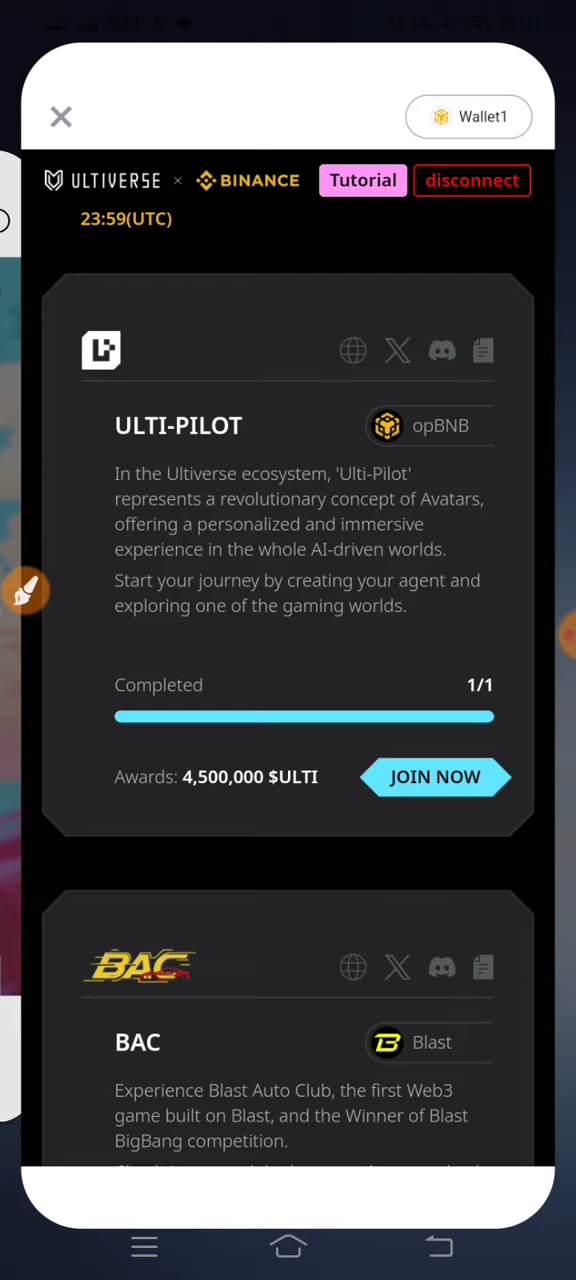 2:24
Wallet1
ULTIVERSE × BINANCE Tutorial disconnect
23:59(UTC)
ULTI-PILOT opBNB
In the Ultiverse ecosystem, 'Ulti-Pilot'
represents a revolutionary concept of Avatars,
offering a personalized and immersive
experience in the whole AI-driven worlds.
Start your journey by creating your agent and
exploring one of the gaming worlds.
Completed 1/1
Awards: 4,500,000 $ULTI JOIN NOW
BAC
BAC Blast
Experience Blast Auto Club, the first Web3
game built on Blast, and the Winner of Blast
BigBang competition.